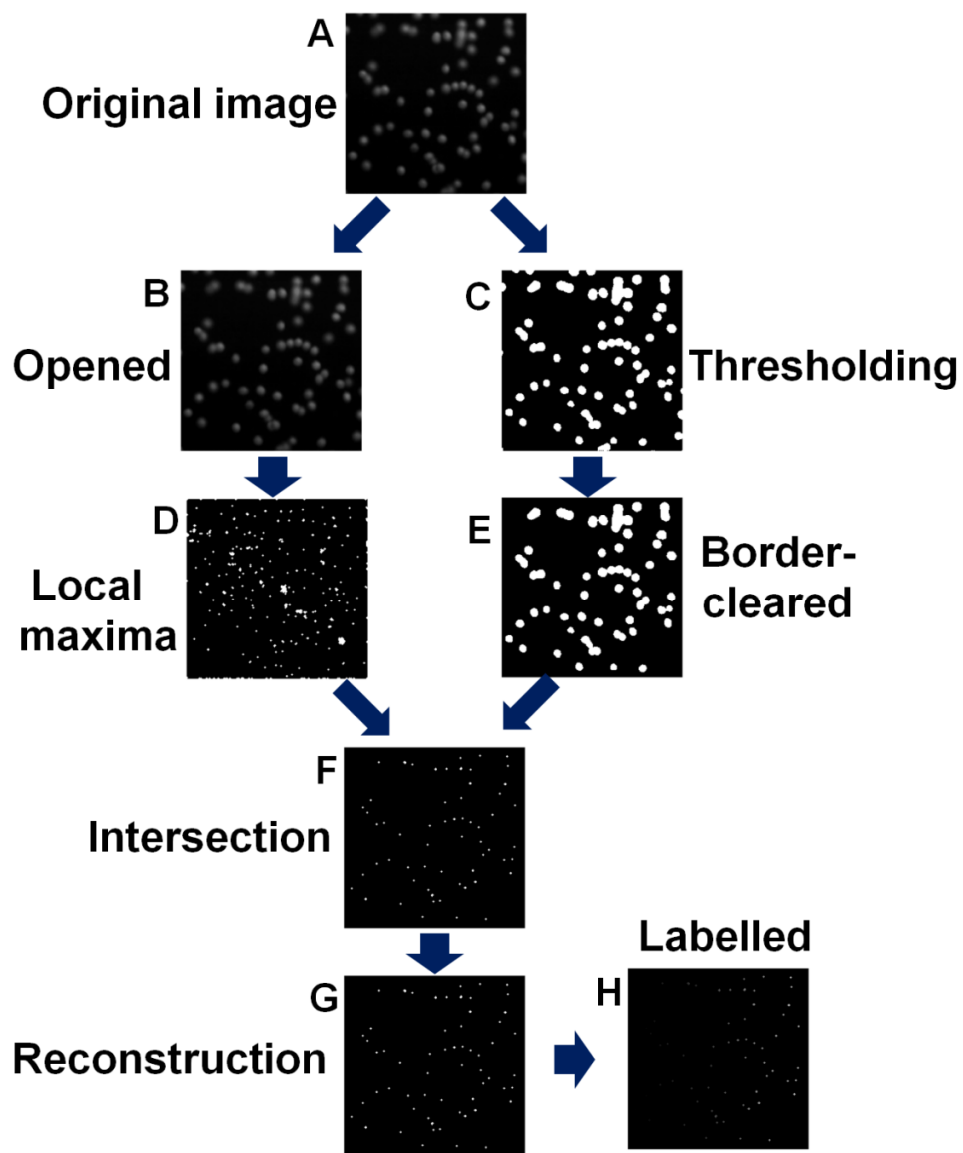 A
Original image
B
Opened
C
Thresholding
D
Local
maxima
E
Border-
cleared
F
Intersection
Labelled
G
H
Reconstruction